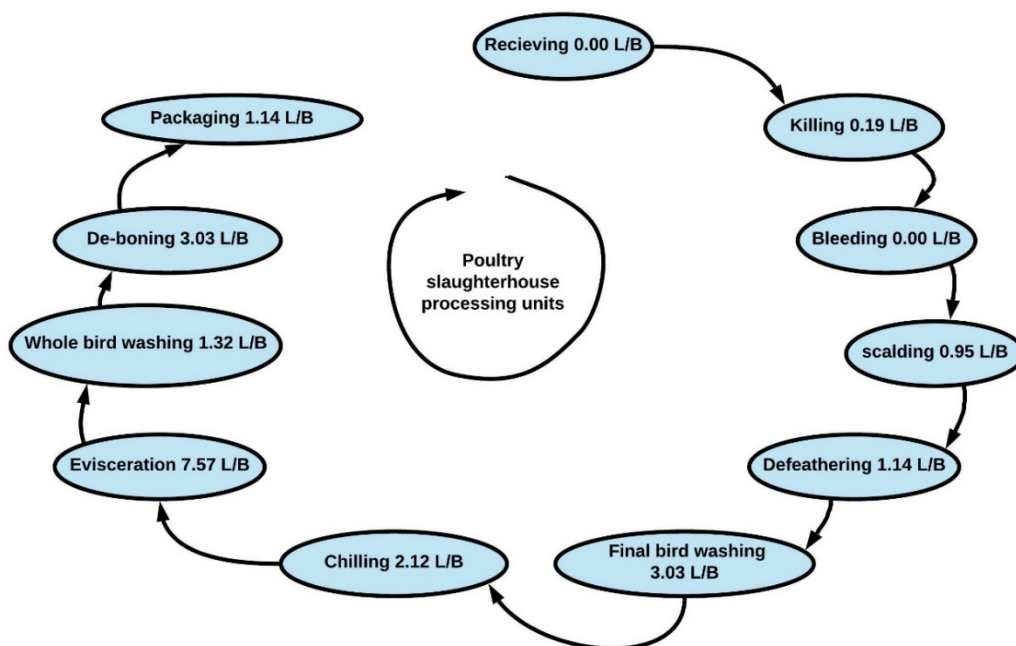 Recieving 0.00 L/B
Killing 0.19 L/B
Bleeding 0.00 L/B
scalding 0.95 L/B
Defeathering 1.14 L/B
Final bird washing
3.03 L/B
Chilling 2.12 L/B
Evisceration 7.57 L/B
Whole bird washing 1.32 L/B
De-boning 3.03 L/B
Packaging 1.14 L/B
Poultry
slaughterhouse
processing units